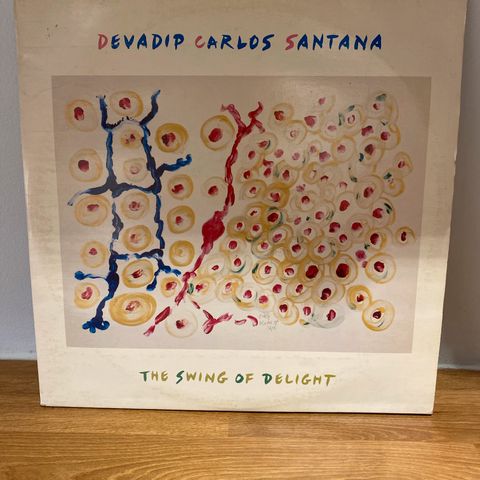 DEVADIP CARLOS SANTANA
THE SWING OF DELIGHT